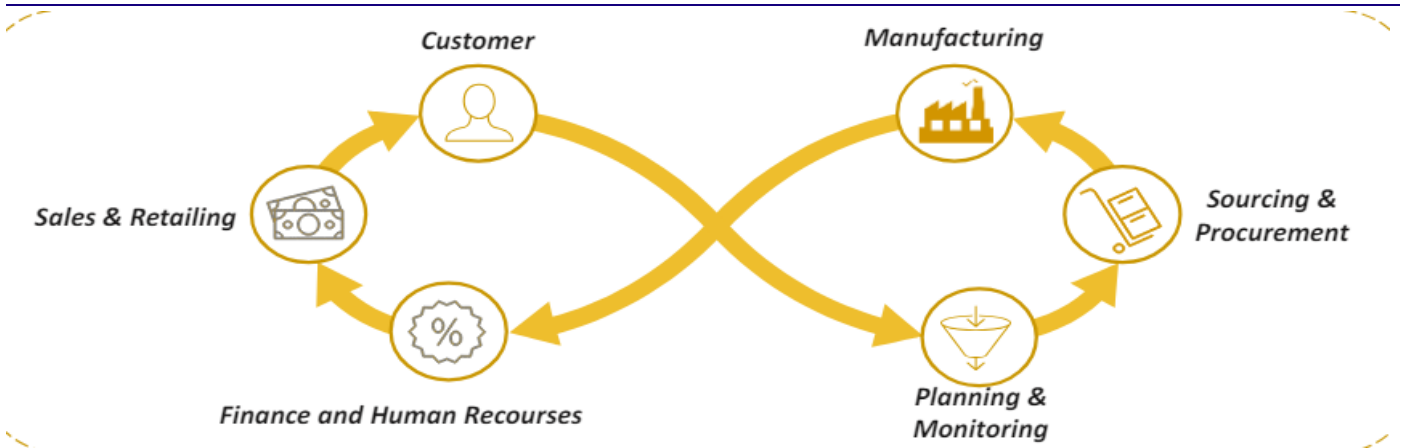 Customer
Manufacturing
Sales & Retailing
Sourcing &
Procurement
%
Finance and Human Recourses
Planning &
Monitoring